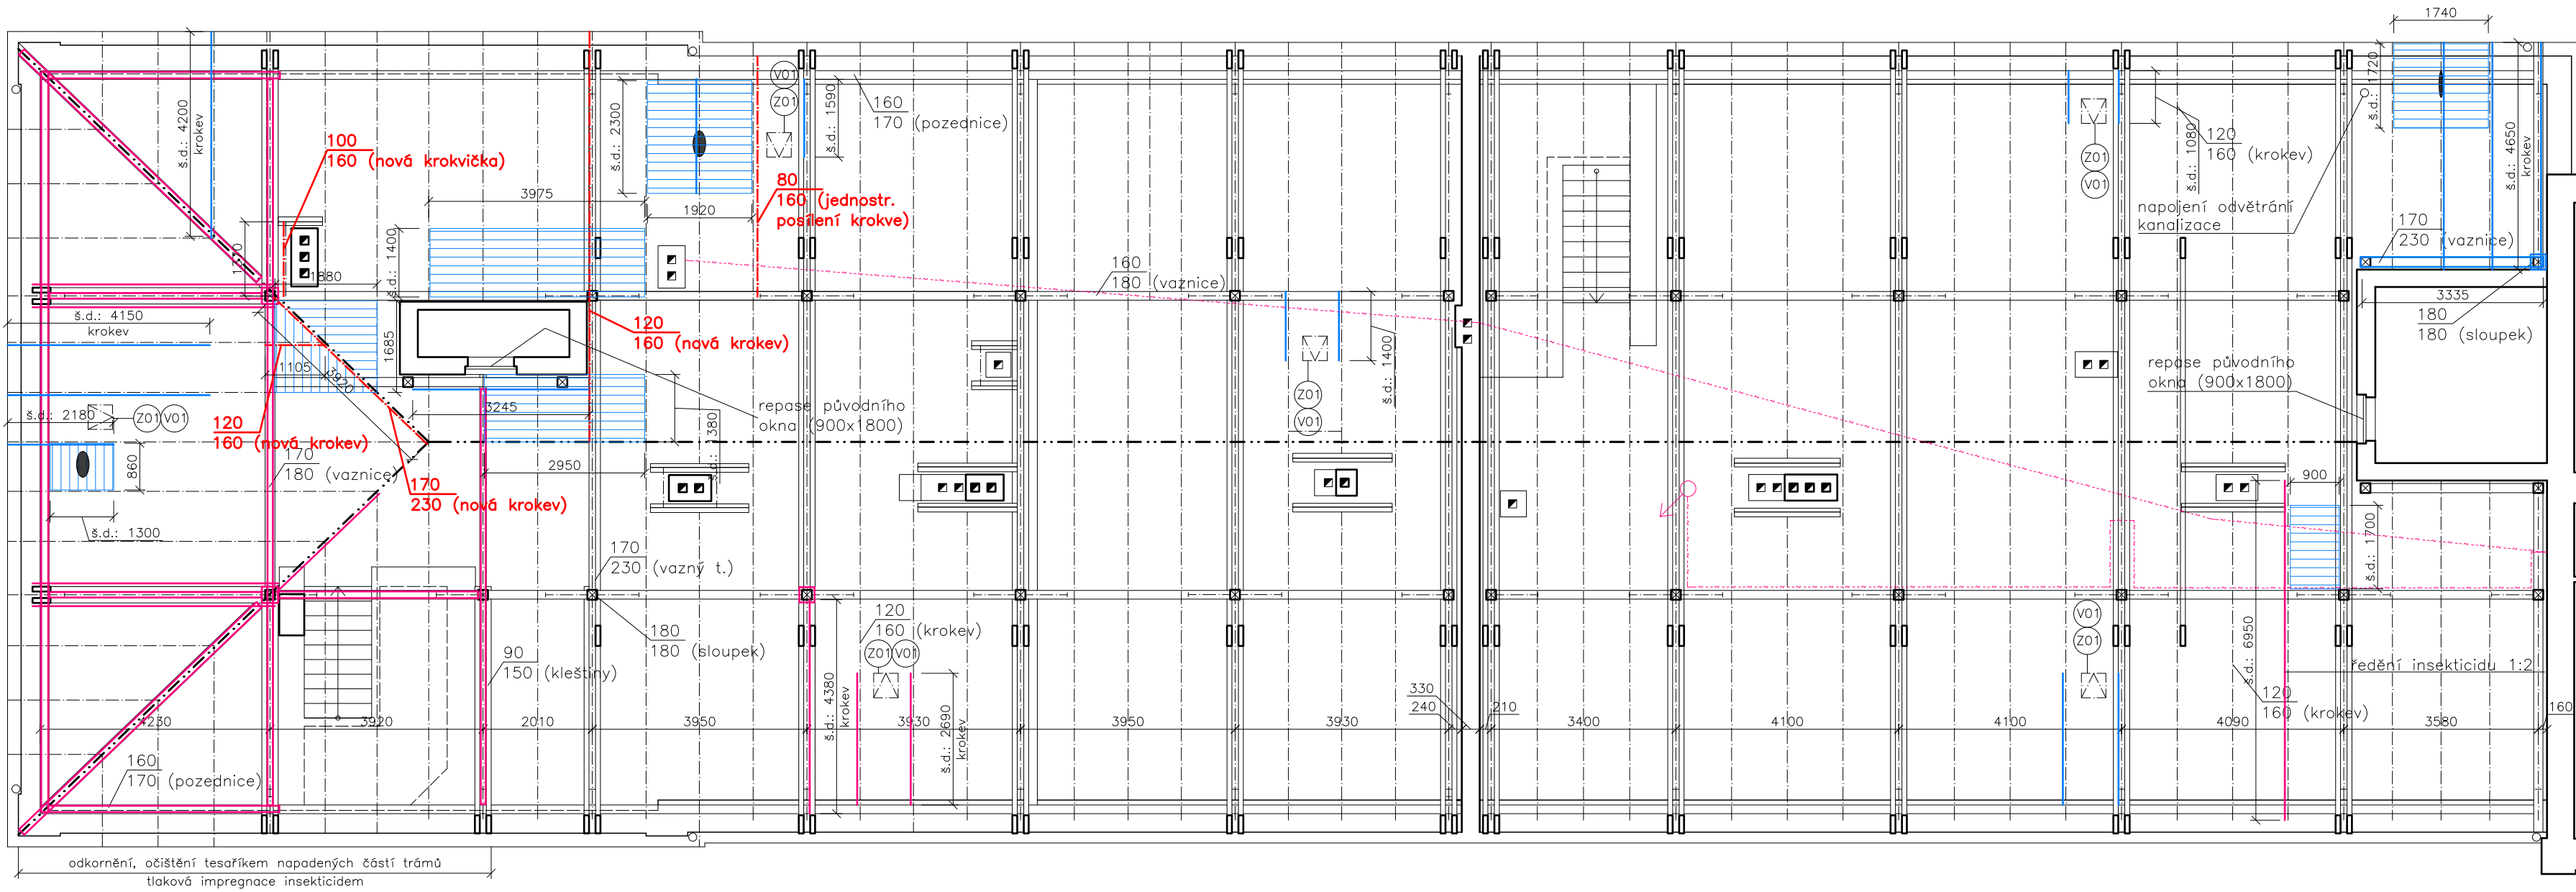 1740
š.d.: 4200
krokev
100
160 (nová krokvička)
š.d.: 2300
3975
1920
V01
Z01
š.d.: 1590
160
170 (pozednice)
80
160 (jednostr.
posílení krokve)
š.d.: 1720
š.d.: 4650
krokev
Z01
V01
š.d.: 1080
120
160 (krokev)
napojení odvětrání
kanalizace
170
230 (vaznice)
1880
š.d.: 1400
160
180 (vaznice)
3335
180
180 (sloupek)
š.d.: 4150
krokev
1685
120
160 (nová krokev)
1105
3920
š.d.: 1400
Z01
V01
repase původního
okna (900x1800)
š.d.: 2180
Z01
V01
3245
repase původního
okna (900x1800)
š.d.: 1380
120
160 (nová krokev)
170
180 (vaznice)
860
2950
170
230 (nová krokev)
900
š.d.: 1300
š.d.: 1700
170
230 (vazný t.)
180
180 (sloupek)
90
150 (kleštiny)
120
160 (krokev)
Z01
V01
V01
Z01
š.d.: 4380
krokev
š.d.: 2690
krokev
š.d.: 6950
ředění insekticidu 1:2
120
160 (krokev)
330
240
210
4230
3920
2010
3950
3930
3950
3930
3400
4100
4100
4090
3580
160
160
170 (pozednice)
odkornění, očištění tesaříkem napadených částí trámů
tlaková impregnace insekticidem